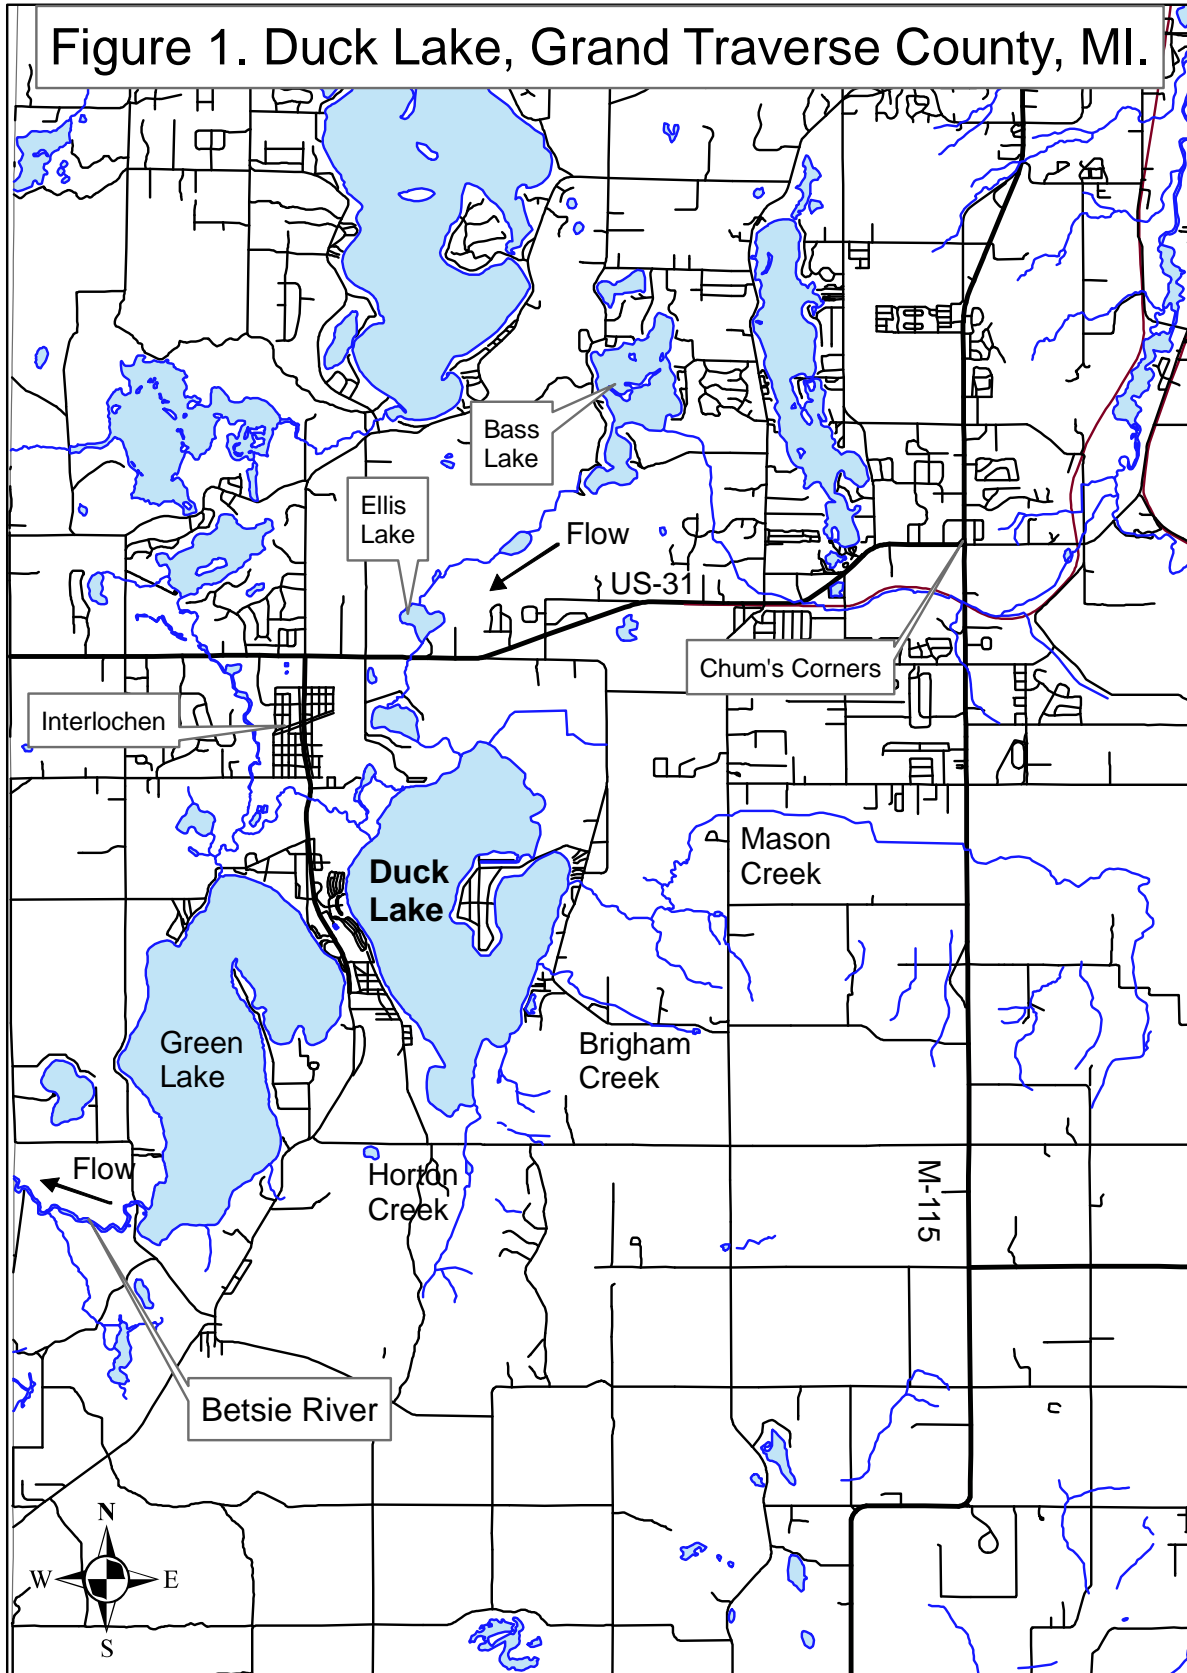 Figure 1. Duck Lake, Grand Traverse County, MI.
Bass
Lake
Ellis
Lake
Flow
US-31
Chum's Corners
Interlochen
Mason
Creek
Duck
Lake
Green
Lake
Brigham
Creek
Flow
Horton
Creek
M-115
Betsie River
N
W
E
S